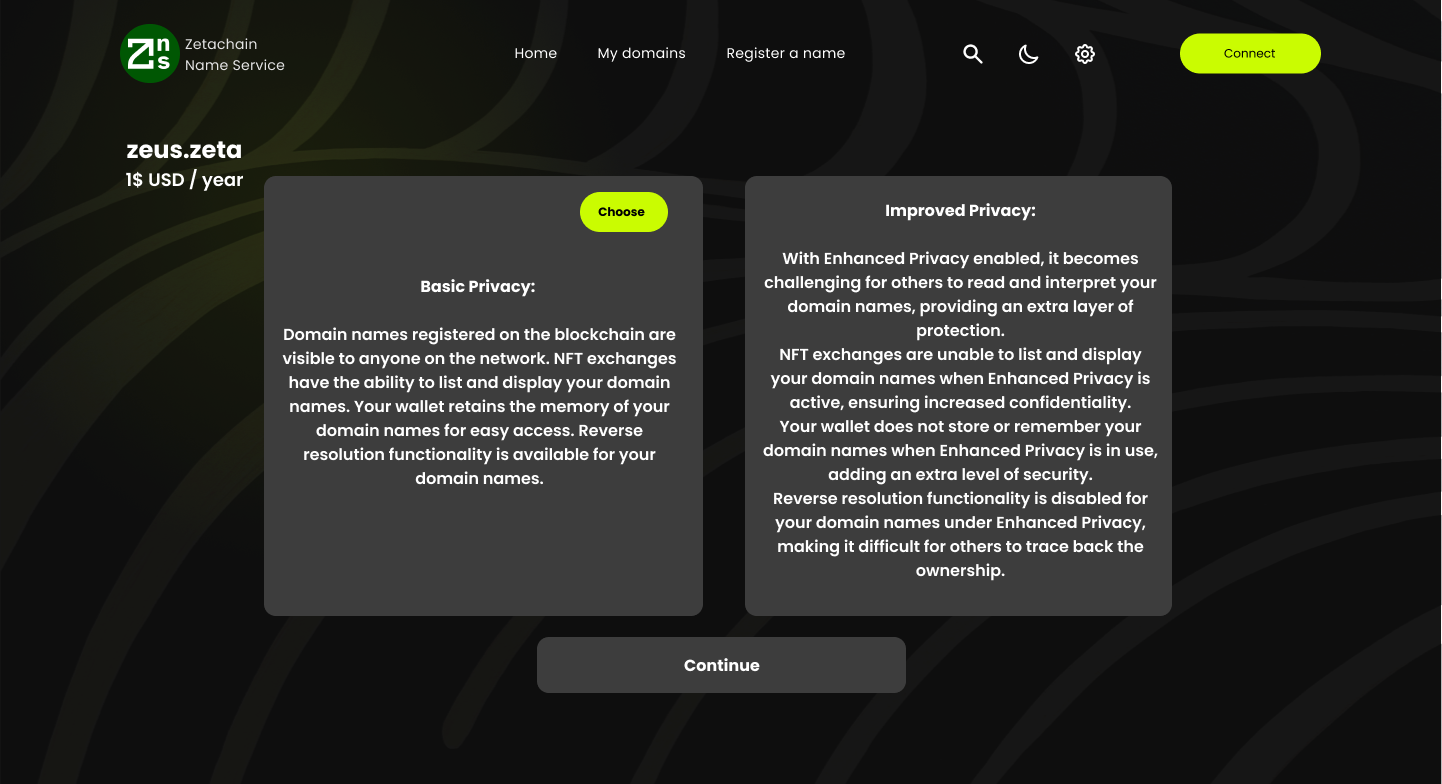 Zns
Zetachain
Name Service
Home
My domains
Register a name
Connect
zeus.zeta
1$ USD / year
Choose
Basic Privacy:
Domain names registered on the blockchain are
visible to anyone on the network. NFT exchanges
have the ability to list and display your domain
names. Your wallet retains the memory of your
domain names for easy access. Reverse
resolution functionality is available for your
domain names.
Improved Privacy:
With Enhanced Privacy enabled, it becomes
challenging for others to read and interpret your
domain names, providing an extra layer of
protection.
NFT exchanges are unable to list and display
your domain names when Enhanced Privacy is
active, ensuring increased confidentiality.
Your wallet does not store or remember your
domain names when Enhanced Privacy is in use,
adding an extra level of security.
Reverse resolution functionality is disabled for
your domain names under Enhanced Privacy,
making it difficult for others to trace back the
ownership.
Continue